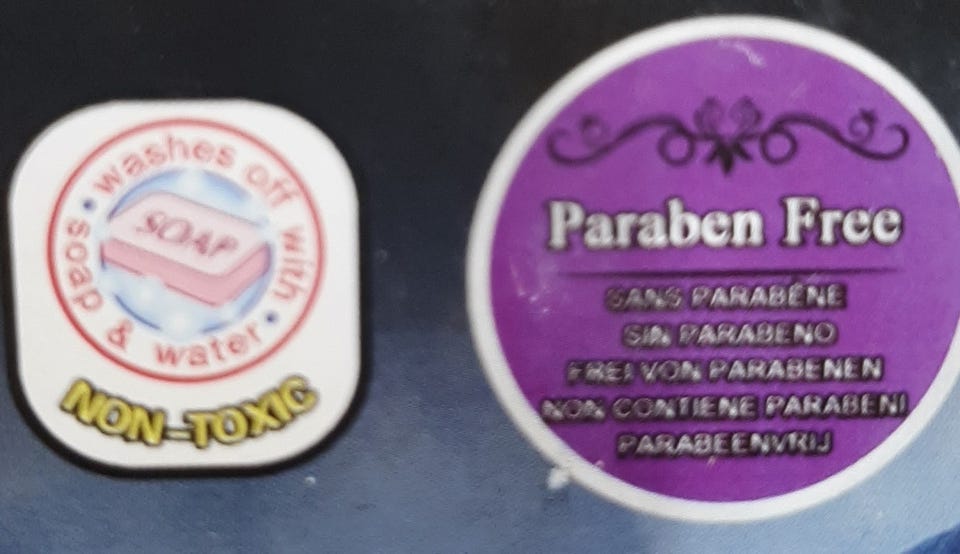 washes off with
soap & water
SOAP
NON-TOXIC
Paraben Free
SANS PARABÈNE
SIN PARABENO
FREI VON PARABENEN
NON CONTIENE PARABENI
PARABEENVRIJ